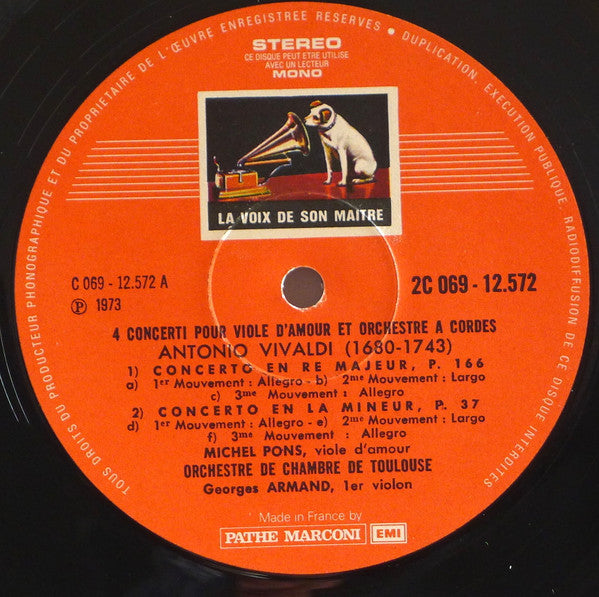 TOUS DROITS DU PRODUCTEUR PHONOGRAPHIQUE ET DU PROPRIETAIRE DE L'ŒUVRE ENREGISTREE RESERVES • DUPLICATION, EXECUTION PUBLIQUE, RADIODIFFUSION DE CE DISQUE INTERDITES
STEREO
CE DISQUE PEUT ETRE UTILISE
AVEC UN LECTEUR
MONO
LA VOIX DE SON MAITRE
C 069 - 12.572 A
2C 069 - 12.572
Ⓟ 1973
4 CONCERTI POUR VIOLE D'AMOUR ET ORCHESTRE A CORDES
ANTONIO VIVALDI (1680-1743)
1) CONCERTO EN RE MAJEUR, P. 166
a) 1er Mouvement : Allegro - b) 2me Mouvement : Largo
c) 3me Mouvement : Allegro
2) CONCERTO EN LA MINEUR, P. 37
d) 1er Mouvement : Allegro - e) 2me Mouvement : Largo
f) 3me Mouvement : Allegro
MICHEL PONS, viole d'amour
ORCHESTRE DE CHAMBRE DE TOULOUSE
Georges ARMAND, 1er violon
Made in France by
PATHE MARCONI EMI